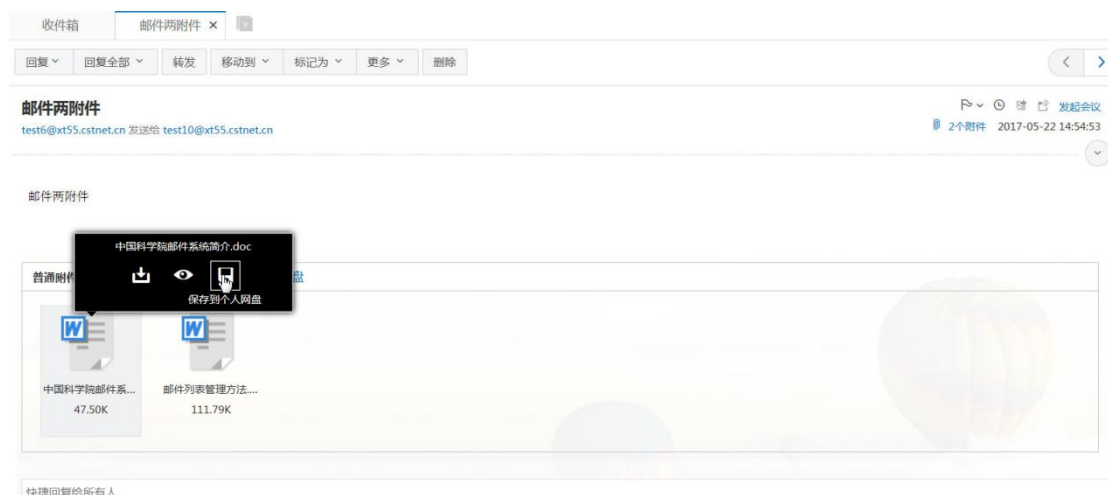 收件箱 邮件两附件 ×
回复 回复全部 转发 移动到 标记为 更多 删除
邮件两附件
发起会议
test6@xt55.cstnet.cn 发送给 test10@xt55.cstnet.cn
2个附件 2017-05-22 14:54:53
邮件两附件
中国科学院邮件系统简介.doc
普通附件 盘
保存到个人网盘
中国科学院邮件系... 邮件列表管理方法....
47.50K 111.79K
快捷回复给所有人